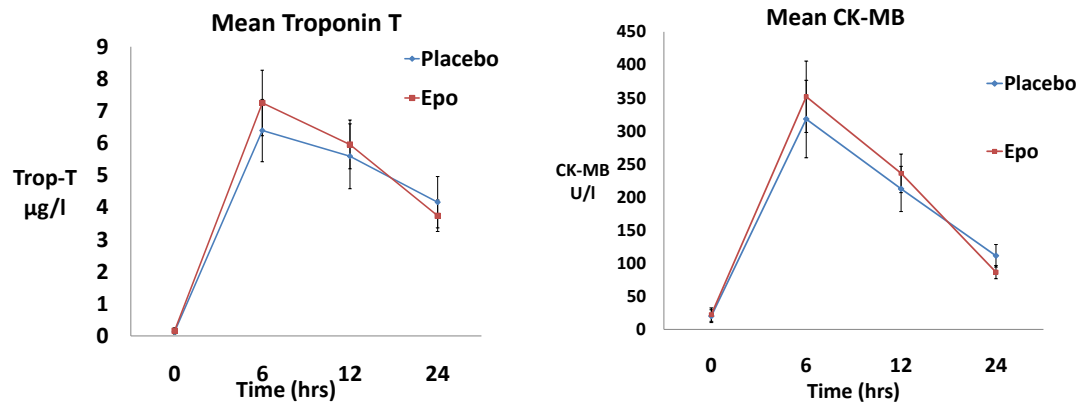 Mean Troponin T
9
8
7
6
5
4
3
2
1
0
Trop-T
µg/l
Placebo
Epo
0 6 12 24
Time (hrs)
Mean CK-MB
450
400
350
300
250
200
150
100
50
0
CK-MB
U/l
Placebo
Epo
0 6 12 24
Time (hrs)